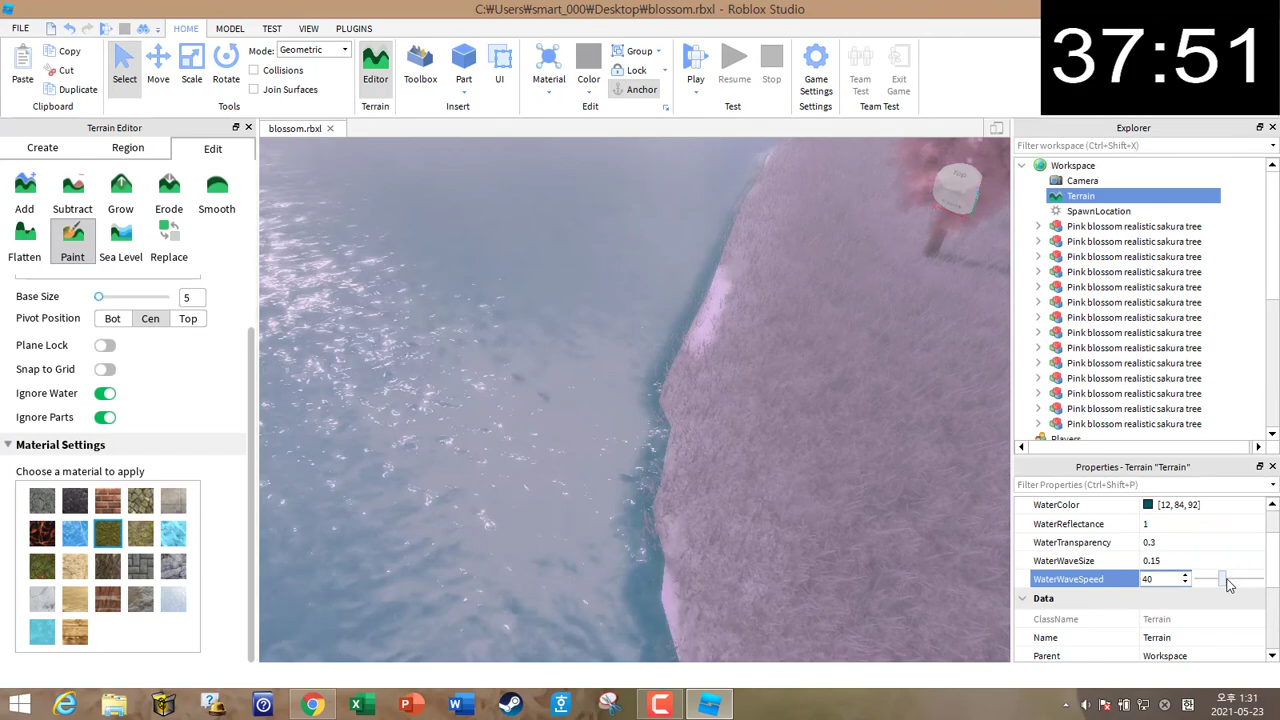 C:₩Users₩smart_000₩Desktop₩blossom.rbxl - Roblox Studio
37:51
FILE HOME MODEL TEST VIEW PLUGINS
Paste Copy Cut Duplicate
Select Move Scale Rotate
Mode: Geometric
Collisions
Join Surfaces
Editor Toolbox Part UI
Material Color
Group
Lock
Anchor
Play Resume Stop
Game Settings
Team Test
Exit Game
Clipboard Tools Terrain Insert Edit Test Settings Team Test
Terrain Editor
Create Region Edit
Add Subtract Grow Erode Smooth
Flatten Paint Sea Level Replace
Base Size 5
Pivot Position Bot Cen Top
Plane Lock
Snap to Grid
Ignore Water
Ignore Parts
Material Settings
Choose a material to apply
blossom.rbxl
Explorer
Filter workspace (Ctrl+Shift+X)
Workspace
Camera
Terrain
SpawnLocation
Pink blossom realistic sakura tree
Pink blossom realistic sakura tree
Pink blossom realistic sakura tree
Pink blossom realistic sakura tree
Pink blossom realistic sakura tree
Pink blossom realistic sakura tree
Pink blossom realistic sakura tree
Pink blossom realistic sakura tree
Pink blossom realistic sakura tree
Pink blossom realistic sakura tree
Pink blossom realistic sakura tree
Pink blossom realistic sakura tree
Pink blossom realistic sakura tree
Pink blossom realistic sakura tree
Players
Properties - Terrain "Terrain"
Filter Properties (Ctrl+Shift+P)
WaterColor [12, 84, 92]
WaterReflectance 1
WaterTransparency 0.3
WaterWaveSize 0.15
WaterWaveSpeed 40
Data
ClassName Terrain
Name Terrain
Parent Workspace
오후 1:31
2021-05-23